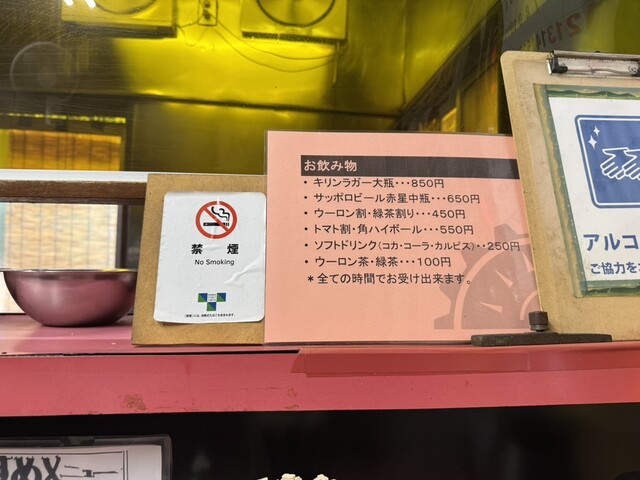 お飲み物
・キリンラガー大瓶・・・850円
・サッポロビール赤星中瓶・・・650円
・ウーロン割・緑茶割り・・・450円
・トマト割・角ハイボール・・・550円
・ソフトドリンク(コカ・コーラ・カルピス)・・250円
・ウーロン茶・緑茶・・・100円
＊全ての時間でお受け出来ます。
禁煙
No Smoking
アルコ
ご協力を
すめ